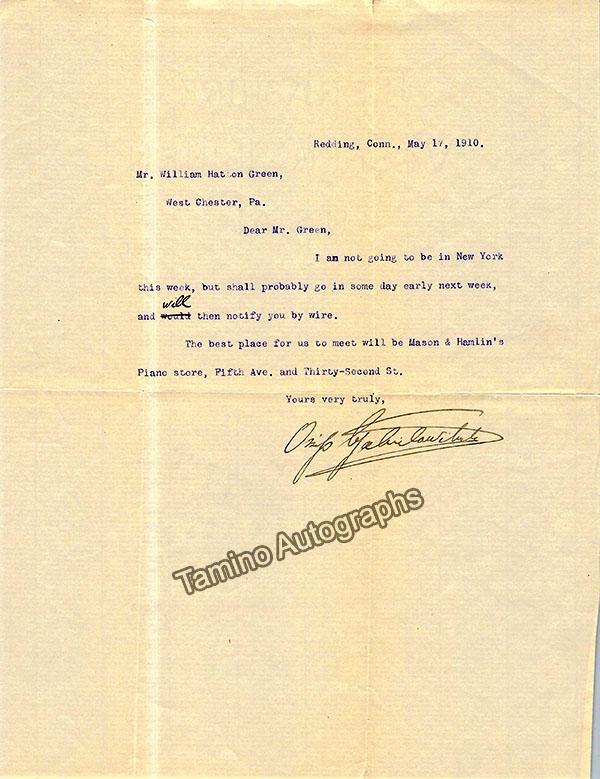 Redding, Conn., May 17, 1910.
Mr. William Hatton Green,
West Chester, Pa.
Dear Mr. Green,
I am not going to be in New York
this week, but shall probably go in some day early next week,
will
and would then notify you by wire.
The best place for us to meet will be Mason & Hamlin's
Piano store, Fifth Ave. and Thirty-Second St.
Yours very truly,
Ossip Gabrilowitsch
Tamino Autographs